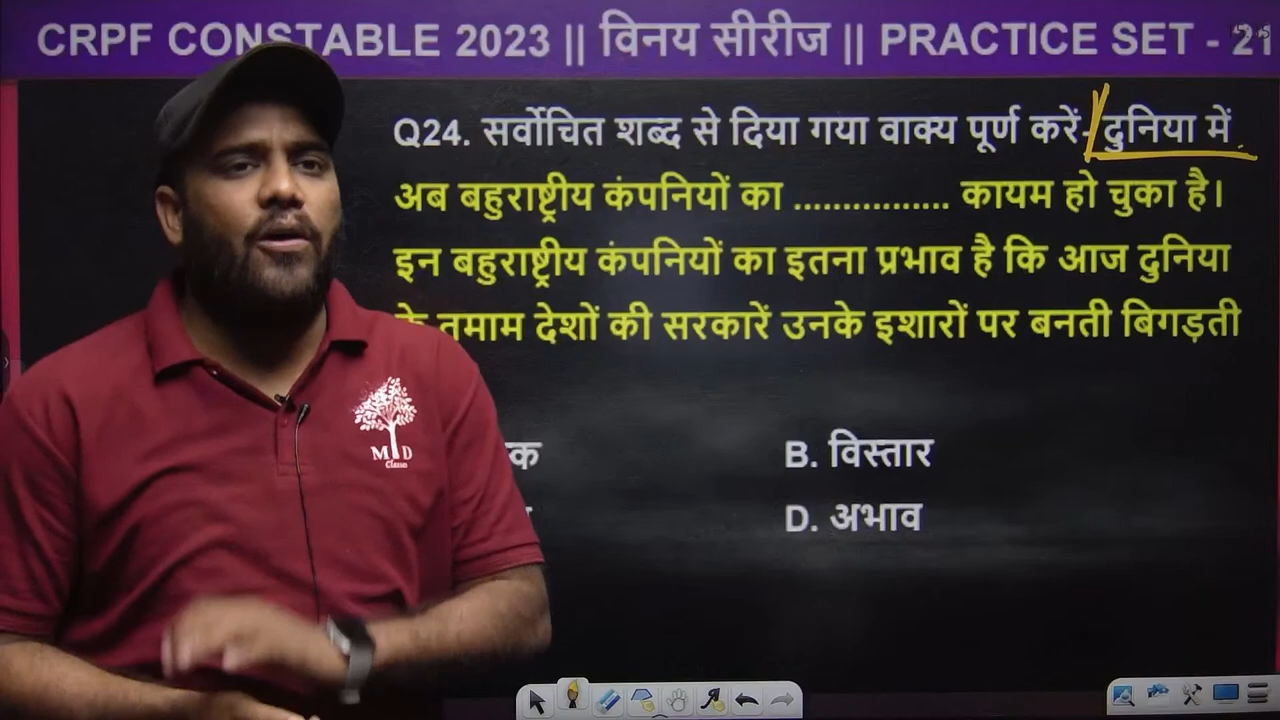 CRPF CONSTABLE 2023 || विनय सीरीज || PRACTICE SET - 21
Q24. सर्वोचित शब्द से दिया गया वाक्य पूर्ण करें- दुनिया में
अब बहुराष्ट्रीय कंपनियों का ................ कायम हो चुका है।
इन बहुराष्ट्रीय कंपनियों का इतना प्रभाव है कि आज दुनिया
के तमाम देशों की सरकारें उनके इशारों पर बनती बिगड़ती
B. विस्तार
D. अभाव
MD
Classes